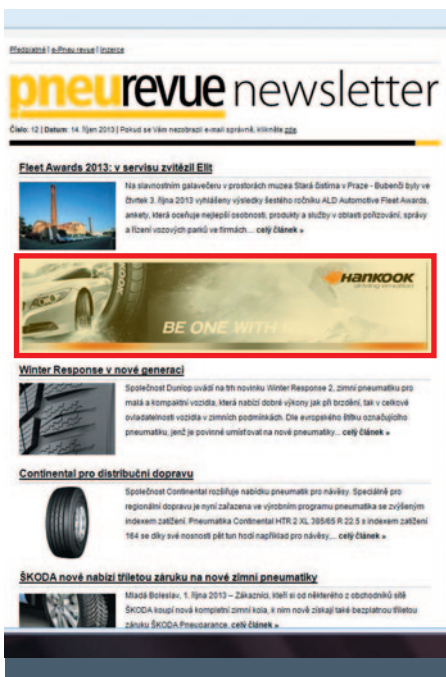 Předplatné | e-Pneu revue | Inzerce
pneurevue newsletter
Číslo: 12 | Datum: 14. říjen 2013 | Pokud se Vám nezobrazil e-mail správně, klikněte zde.
Fleet Awards 2013: v servisu zvítězil Elit
Na slavnostním galavečeru v prostorách muzea Stará čistírna v Praze - Bubenči byly ve
čtvrtek 3. října 2013 vyhlášeny výsledky šestého ročníku ALD Automotive Fleet Awards,
ankety, která oceňuje nejlepší osobnosti, produkty a služby v oblasti pořizování, správy
a řízení vozových parků ve firmách... celý článek »
HANKOOK
driving emotion
BE ONE WITH
Winter Response v nové generaci
Společnost Dunlop uvádí na trh novinku Winter Response 2, zimní pneumatiku pro
malá a kompaktní vozidla, která nabízí dobré výkony jak při brzdění, tak v celkové
ovladatelnosti vozidla v zimních podmínkách. Dle evropského štítku označujícího
pneumatiku, jenž je povinné umísťovat na nové pneumatiky... celý článek »
Continental pro distribuční dopravu
Společnost Continental rozšiřuje nabídku pneumatik pro návěsy. Speciálně pro
regionální dopravu je nyní zařazena ve výrobním programu pneumatika se zvýšeným
indexem zatížení. Pneumatika Continental HTR 2 XL 385/65 R 22.5 s indexem zatížení
164 se díky své nosnosti pět tun hodí například pro návěsy,... celý článek »
ŠKODA nově nabízí tříletou záruku na nové zimní pneumatiky
Mladá Boleslav, 1. října 2013 – Zákazníci, kteří si od některého z obchodníků sítě
ŠKODA koupí nová kompletní zimní kola, k nim nově získají také bezplatnou tříletou
záruku ŠKODA Pneugarance. celý článek »